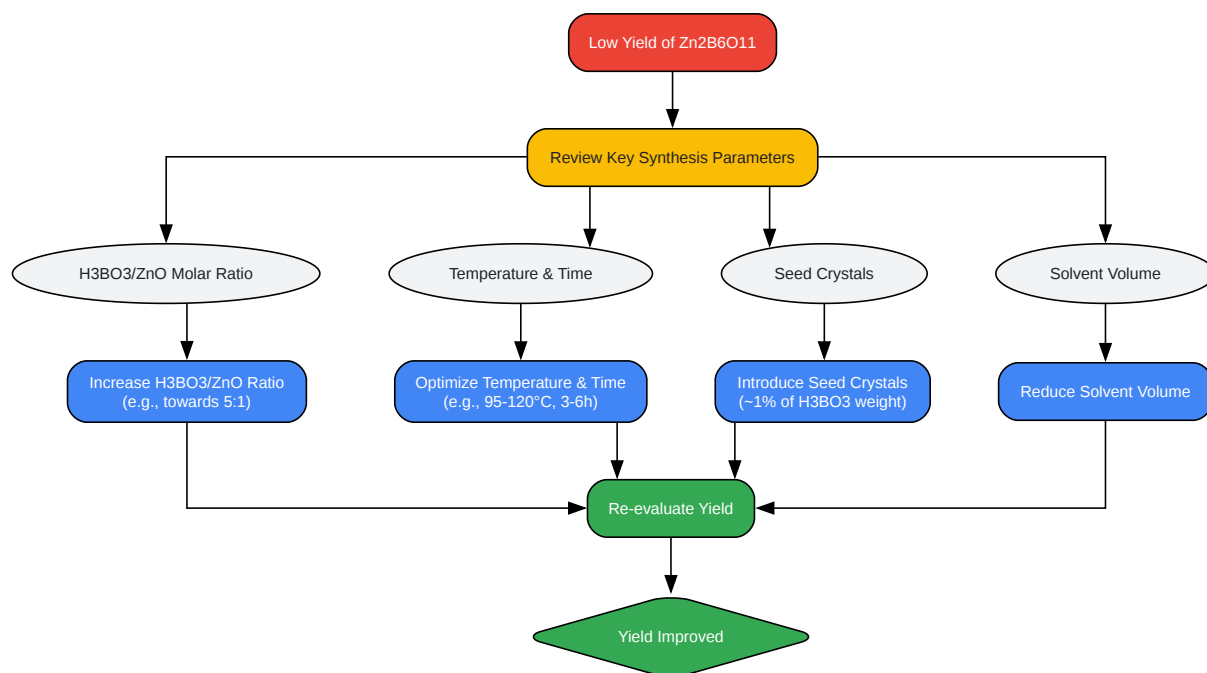 Low Yield of Zn2B6O11
Review Key Synthesis Parameters
H3BO3/ZnO Molar Ratio
Temperature & Time
Seed Crystals
Solvent Volume
Increase H3BO3/ZnO Ratio
(e.g., towards 5:1)
Optimize Temperature & Time
(e.g., 95-120°C, 3-6h)
Introduce Seed Crystals
(~1% of H3BO3 weight)
Reduce Solvent Volume
Re-evaluate Yield
Yield Improved